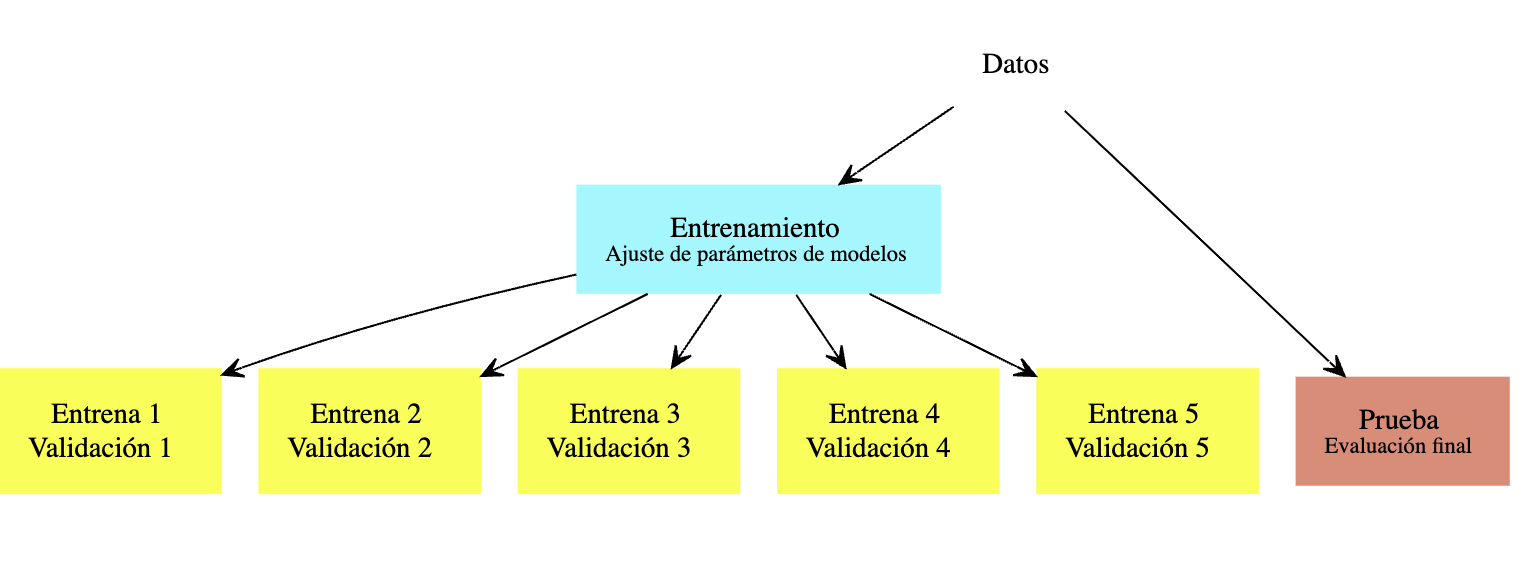 Datos
Entrenamiento
Ajuste de parámetros de modelos
Entrena 1
Validación 1
Entrena 2
Validación 2
Entrena 3
Validación 3
Entrena 4
Validación 4
Entrena 5
Validación 5
Prueba
Evaluación final